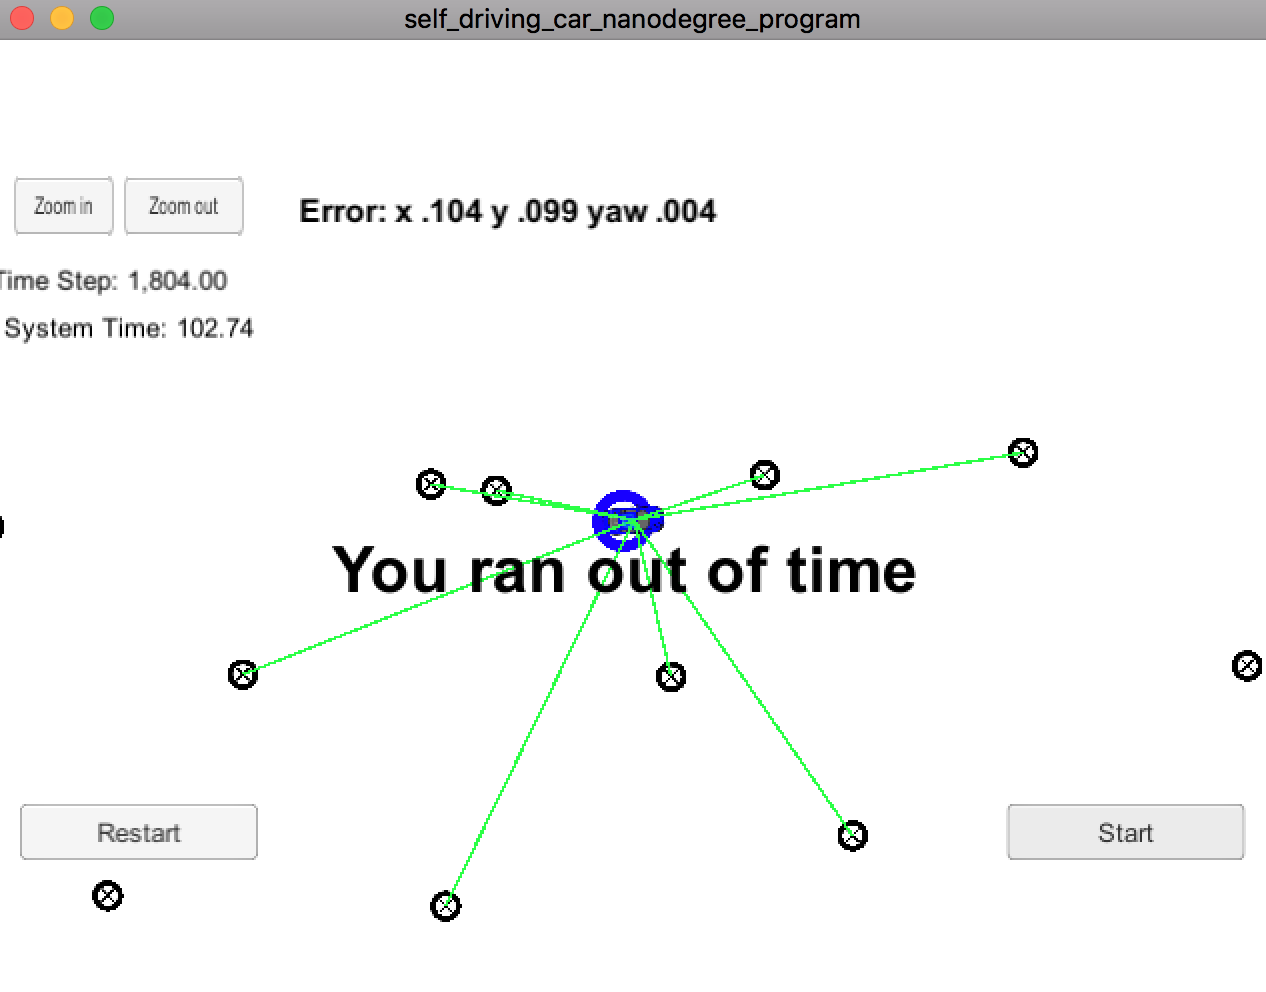 self_driving_car_nanodegree_program
Zoom in
Zoom out
Error: x .104 y .099 yaw .004
Time Step: 1,804.00
System Time: 102.74
You ran out of time
Restart
Start